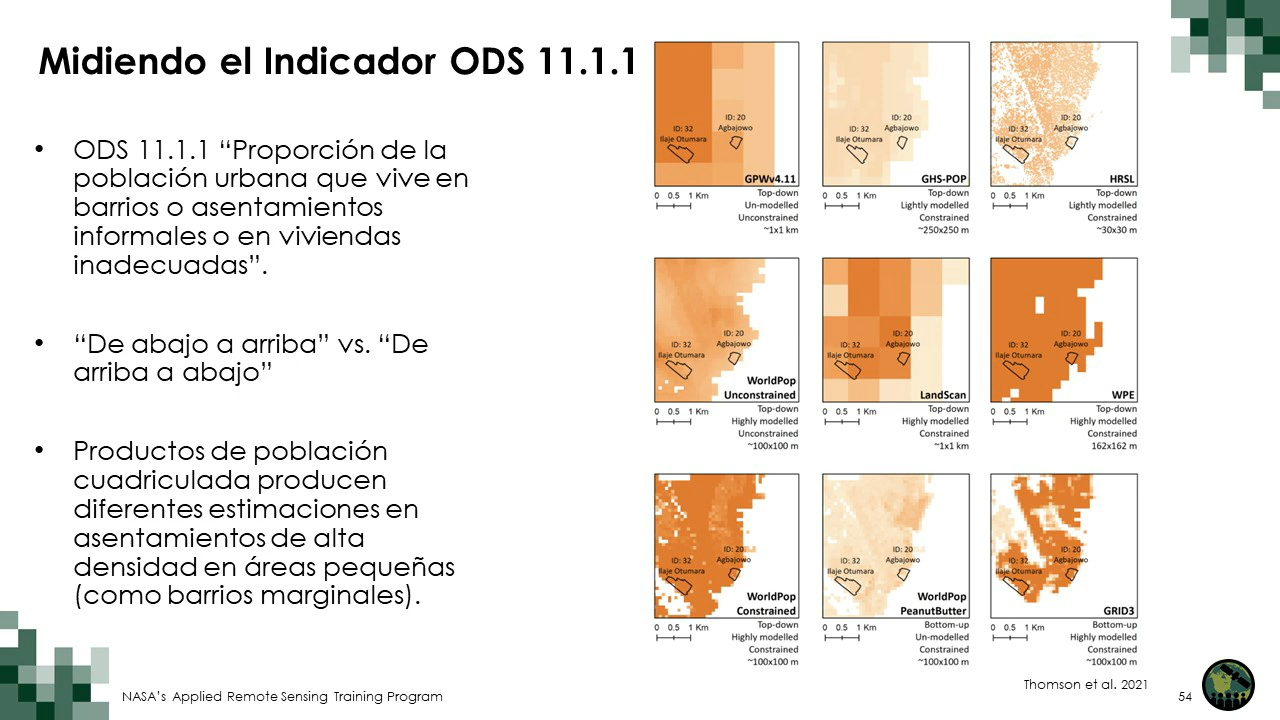 Midiendo el Indicador ODS 11.1.1
• ODS 11.1.1 “Proporción de la
población urbana que vive en
barrios o asentamientos
informales o en viviendas
inadecuadas”.
• “De abajo a arriba” vs. “De
arriba a abajo”
• Productos de población
cuadriculada producen
diferentes estimaciones en
asentamientos de alta
densidad en áreas pequeñas
(como barrios marginales).
ID: 32
Ilaje Otumara
ID: 20
Agbajowo
GPWv4.11
0 0.5 1 Km
Top-down
Un-modelled
Unconstrained
~1x1 km
ID: 32
Ilaje Otumara
ID: 20
Agbajowo
GHS-POP
0 0.5 1 Km
Top-down
Lightly modelled
Constrained
~250x250 m
ID: 32
Ilaje Otumara
ID: 20
Agbajowo
HRSL
0 0.5 1 Km
Top-down
Lightly modelled
Constrained
~30x30 m
ID: 32
Ilaje Otumara
ID: 20
Agbajowo
WorldPop
Unconstrained
0 0.5 1 Km
Top-down
Highly modelled
Unconstrained
~100x100 m
ID: 32
Ilaje Otumara
ID: 20
Agbajowo
LandScan
0 0.5 1 Km
Top-down
Highly modelled
Constrained
~1x1 km
ID: 32
Ilaje Otumara
ID: 20
Agbajowo
WPE
0 0.5 1 Km
Top-down
Highly modelled
Constrained
162x162 m
ID: 32
Ilaje Otumara
ID: 20
Agbajowo
WorldPop
Constrained
0 0.5 1 Km
Top-down
Highly modelled
Constrained
~100x100 m
ID: 32
Ilaje Otumara
ID: 20
Agbajowo
WorldPop
PeanutButter
0 0.5 1 Km
Bottom-up
Un-modelled
Constrained
~100x100 m
ID: 32
Ilaje Otumara
ID: 20
Agbajowo
GRID3
0 0.5 1 Km
Bottom-up
Highly modelled
Constrained
~100x100 m
Thomson et al. 2021
NASA’s Applied Remote Sensing Training Program
54